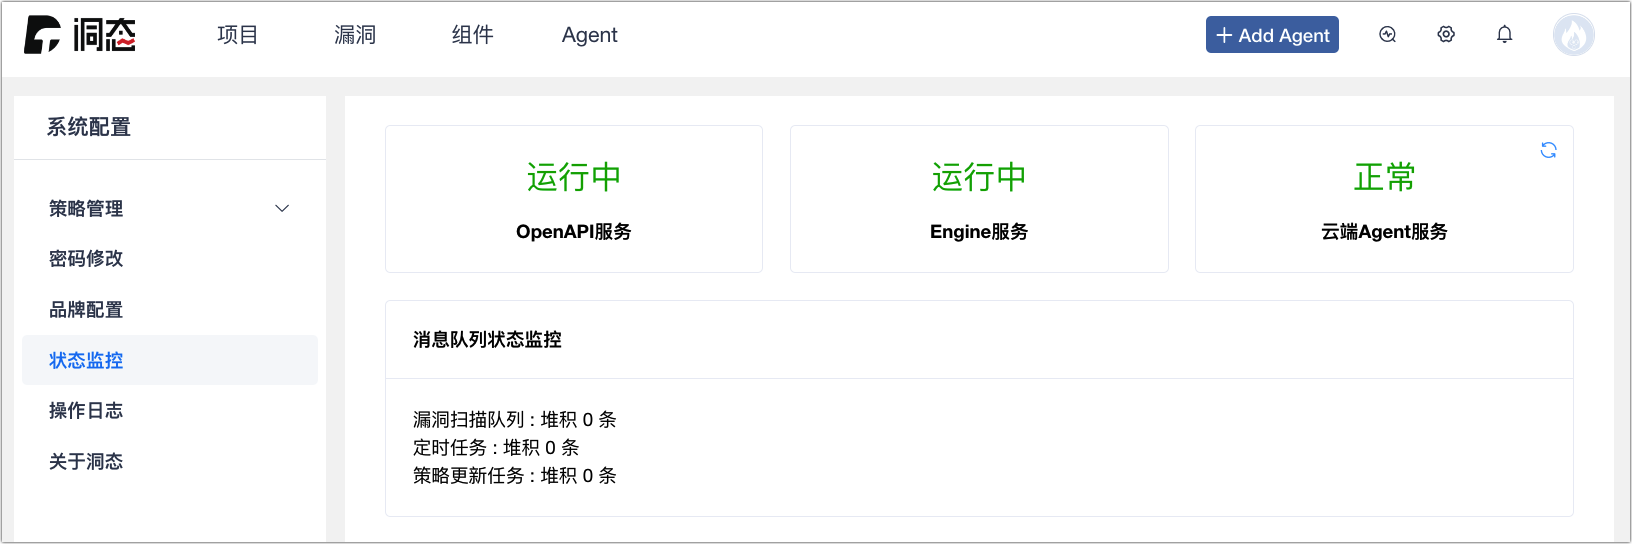 洞态
项目
漏洞
组件
Agent
+ Add Agent
系统配置
策略管理
密码修改
品牌配置
状态监控
操作日志
关于洞态
运行中
OpenAPI服务
运行中
Engine服务
正常
云端Agent服务
消息队列状态监控
漏洞扫描队列 : 堆积 0 条
定时任务 : 堆积 0 条
策略更新任务 : 堆积 0 条